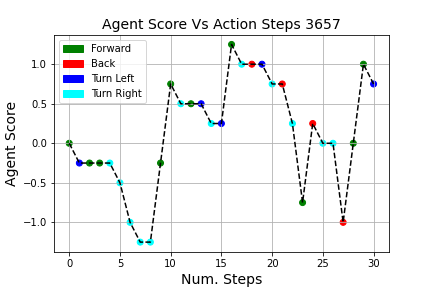 Agent Score Vs Action Steps 3657
Forward
Back
Turn Left
Turn Right
1.0
0.5
0.0
−0.5
−1.0
Agent Score
0 5 10 15 20 25 30
Num. Steps